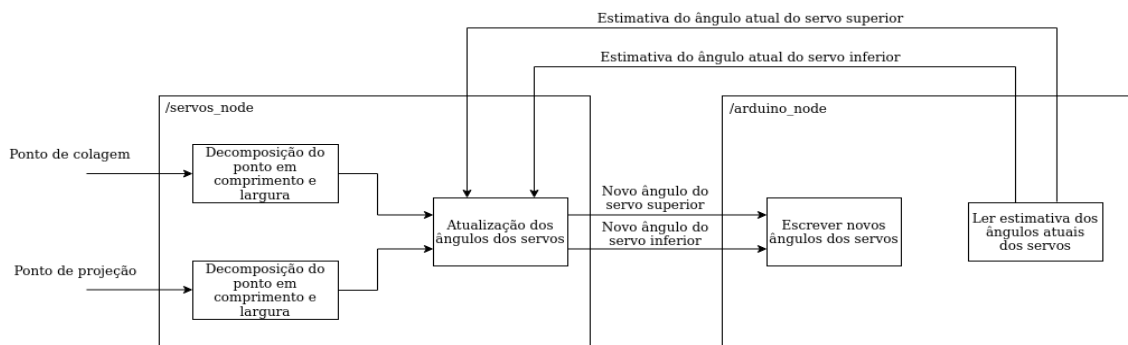 Estimativa do ângulo atual do servo superior
Estimativa do ângulo atual do servo inferior
/servos_node
/arduino_node
Ponto de colagem
Decomposição do
ponto em
comprimento e
largura
Novo ângulo do
servo superior
Atualização dos
ângulos dos servos
Novo ângulo do
servo inferior
Escrever novos
ângulos dos servos
Ler estimativa dos
ângulos atuais
dos servos
Ponto de projeção
Decomposição do
ponto em
comprimento e
largura